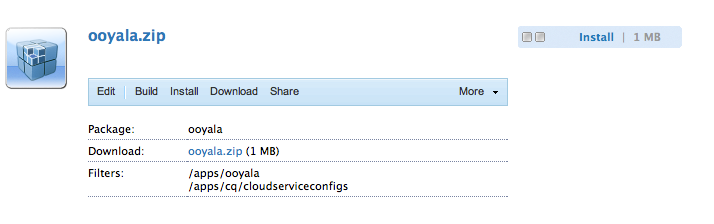 ooyala.zip
Install | 1 MB
Edit Build Install Download Share More
Package: ooyala
Download: ooyala.zip (1 MB)
Filters: /apps/ooyala
/apps/cq/cloudserviceconfigs